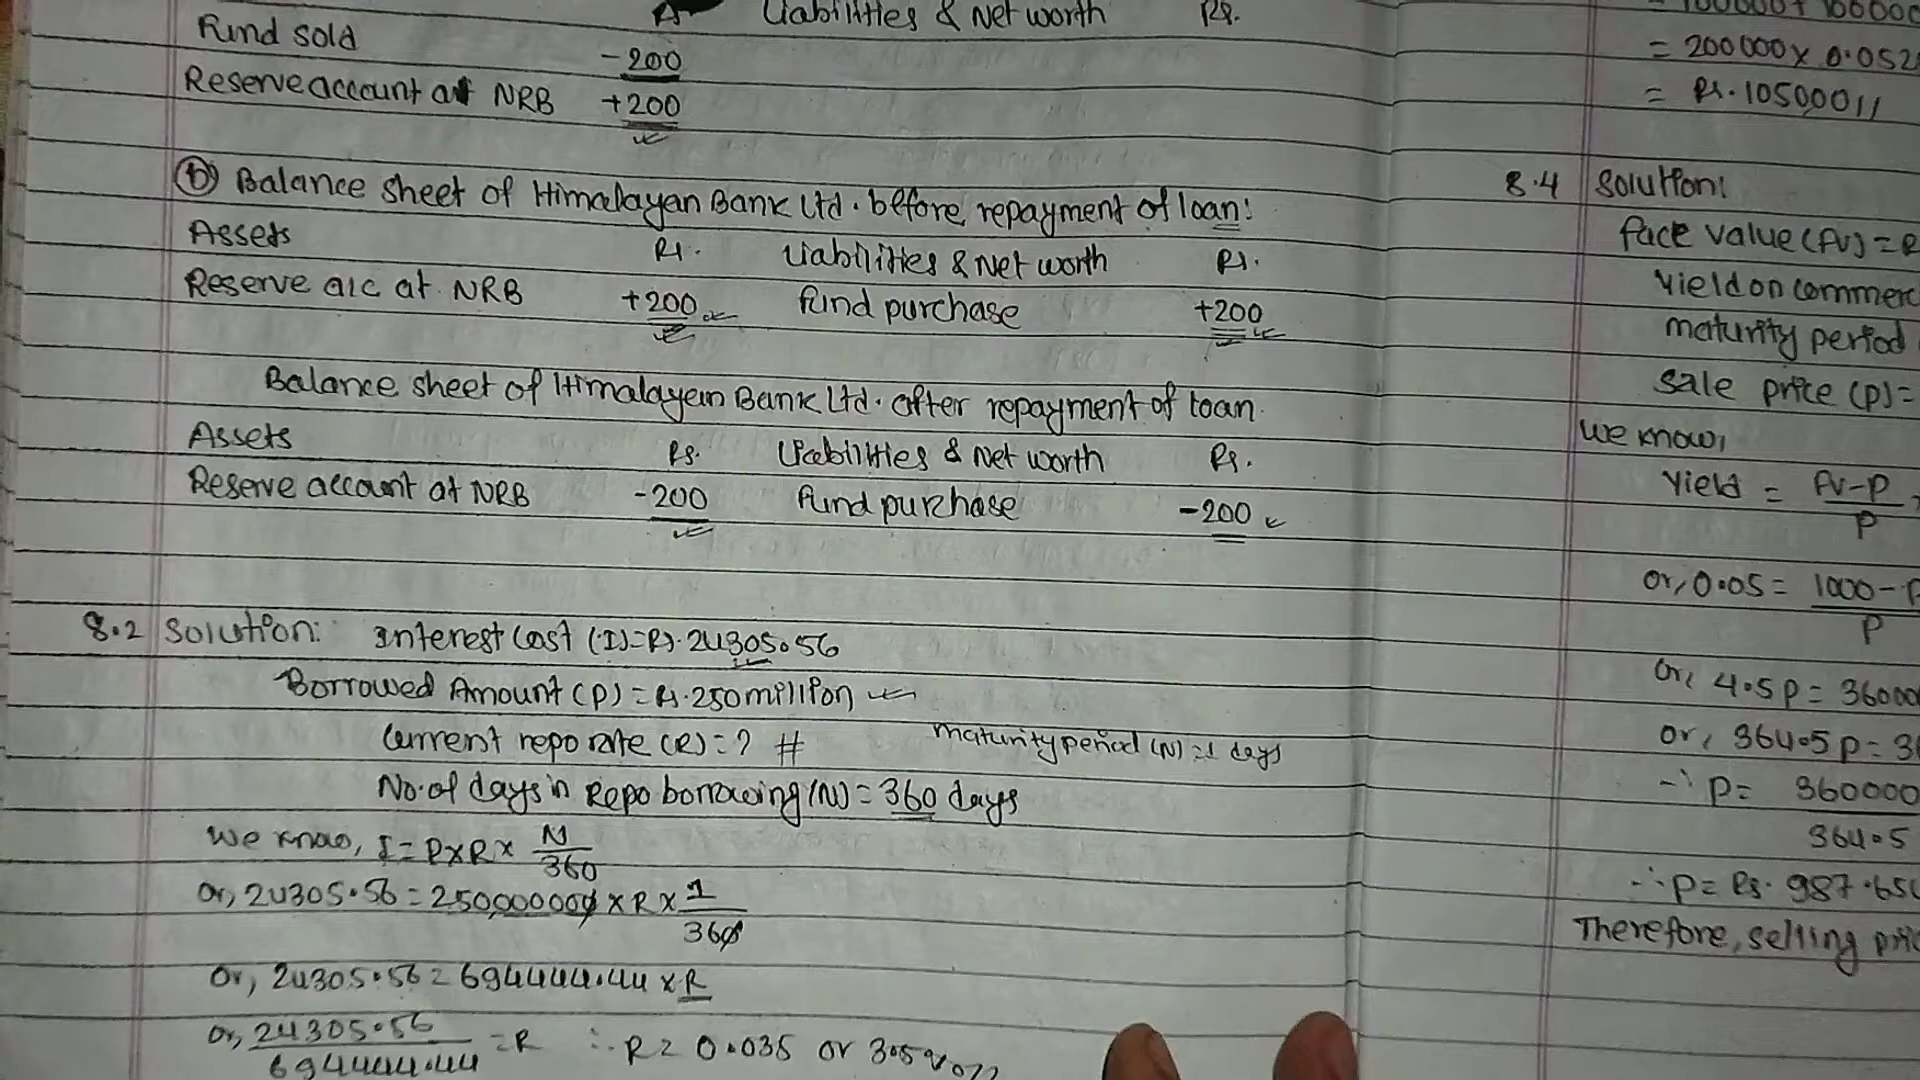 Liabilities & Net worth Rs.
Fund sold -200
Reserve account at NRB +200
(b) Balance sheet of Himalayan Bank Ltd. before repayment of loan:
Assets Rs. Liabilities & Net worth Rs.
Reserve a/c at NRB +200 fund purchase +200
Balance sheet of Himalayan Bank Ltd. after repayment of loan.
Assets Rs. Liabilities & Net worth Rs.
Reserve account at NRB -200 fund purchase -200
8.2 Solution: Interest Cost (I)=Rs.24305.56
Borrowed Amount (P) = Rs.250 million
Current repo rate (R) = ? # maturity period (N) = 1 days
No. of days in Repo borrowing (N) = 360 days
We know, I = P×R× N
360
Or, 24305.56 = 250,000000 × R × 1
360
Or, 24305.56 = 694444.44 × R
Or, 24305.56 = R ∴ R = 0.035 or 3.5%
694444.44
= 200000 × 0.052
= Rs. 10500011
8.4 Solution:
face value (FV) =
Yield on commerc
maturity period
Sale price (P) =
We know,
Yield = FV-P
P
or, 0.05 = 1000 - P
P
Or, 4.5P = 36000
or, 364.5P = 3
∴ P = 360000
364.5
∴ P = Rs. 987.65
Therefore, selling pric